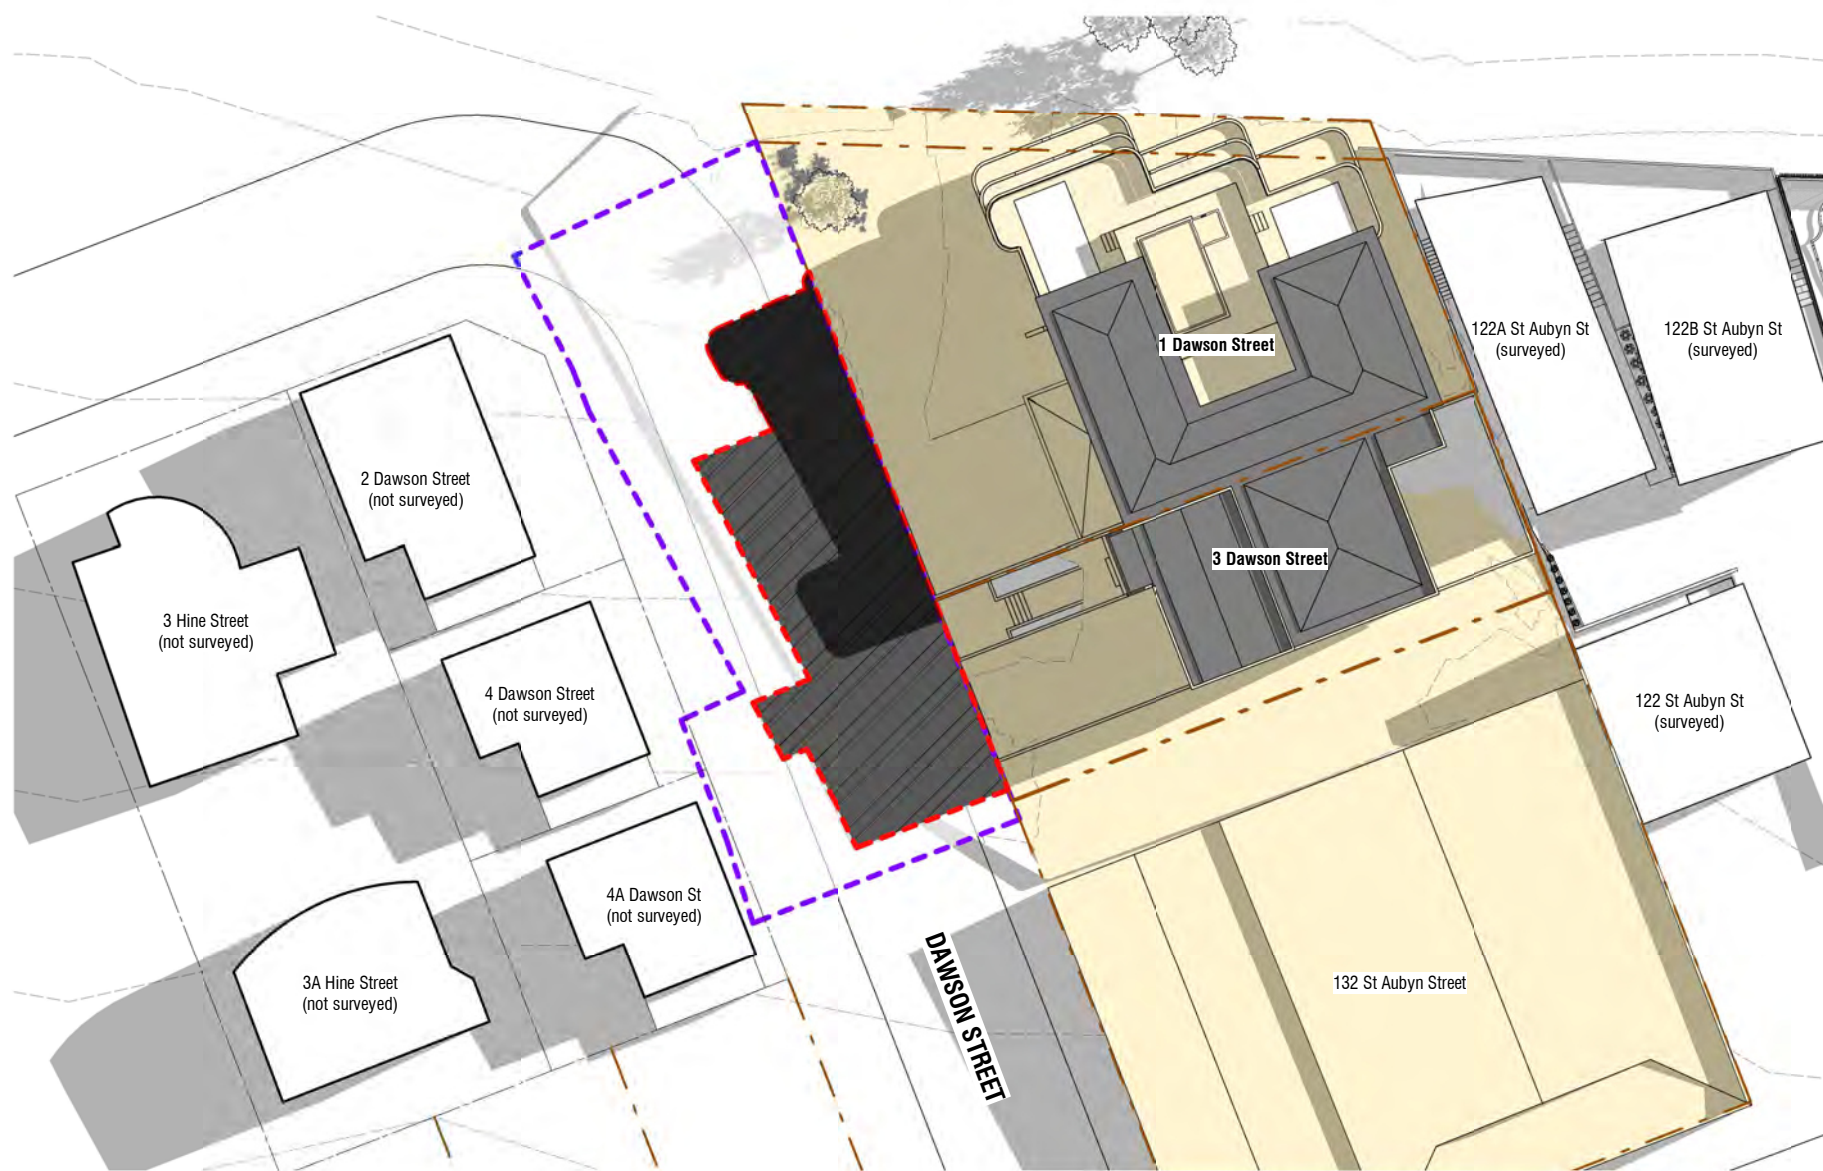 1 Dawson Street
122A St Aubyn St
(surveyed)
122B St Aubyn St
(surveyed)
2 Dawson Street
(not surveyed)
3 Dawson Street
3 Hine Street
(not surveyed)
4 Dawson Street
(not surveyed)
122 St Aubyn St
(surveyed)
4A Dawson St
(not surveyed)
3A Hine Street
(not surveyed)
DAWSON STREET
132 St Aubyn Street